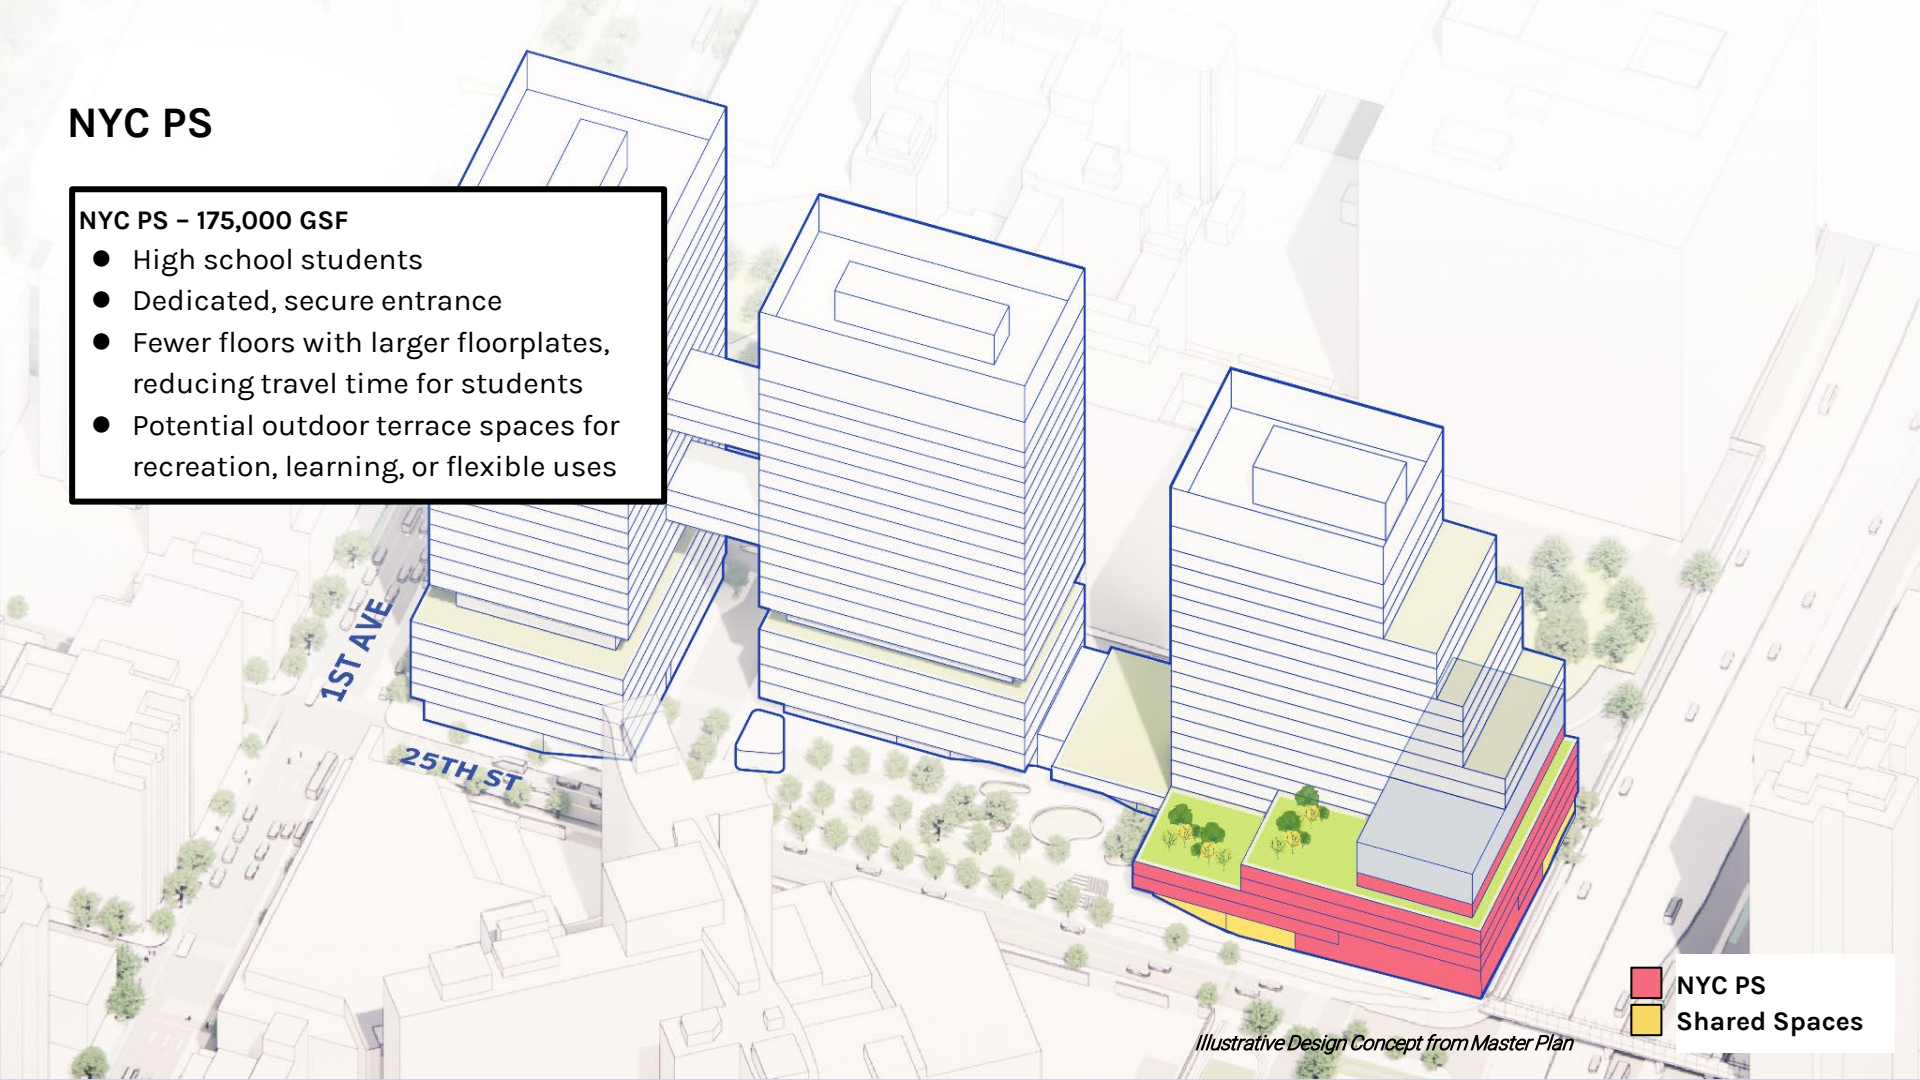 NYC PS
NYC PS – 175,000 GSF
● High school students
● Dedicated, secure entrance
● Fewer floors with larger floorplates,
reducing travel time for students
● Potential outdoor terrace spaces for
recreation, learning, or flexible uses
1ST AVE
25TH ST
NYC PS
Shared Spaces
Illustrative Design Concept from Master Plan